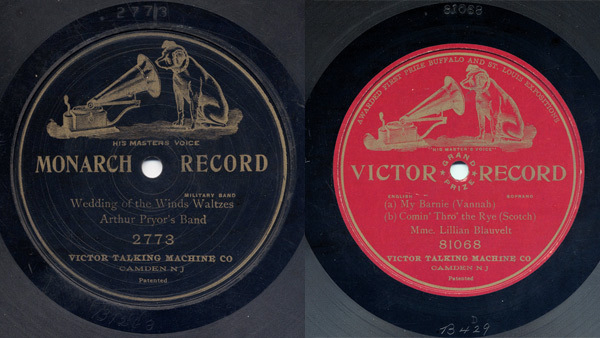 2773
HIS MASTERS VOICE
MONARCH RECORD
MILITARY BAND
Wedding of the Winds Waltzes
Arthur Pryor's Band
2773
VICTOR TALKING MACHINE CO
CAMDEN N J
Patented
81068
AWARDED FIRST PRIZE BUFFALO AND ST. LOUIS EXPOSITIONS
"HIS MASTER'S VOICE"
VICTOR RECORD
GRAND PRIZE
ENGLISH SOPRANO
(a) My Barnie (Vannah)
(b) Comin' Thro' the Rye (Scotch)
Mme. Lillian Blauvelt
81068
VICTOR TALKING MACHINE CO
CAMDEN N J
Patented
D
B429